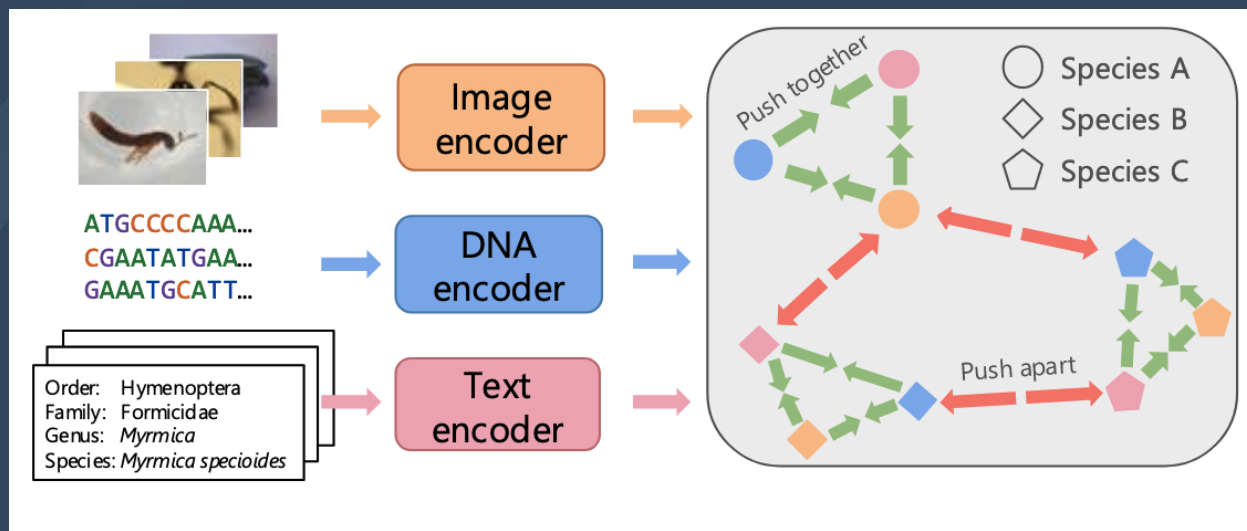 Image
encoder
ATGCCCCAAA...
CGAATATGAA...
GAAATGCATT...
DNA
encoder
Order: Hymenoptera
Family: Formicidae
Genus: Myrmica
Species: Myrmica specioides
Text
encoder
Push together
Species A
Species B
Species C
Push apart